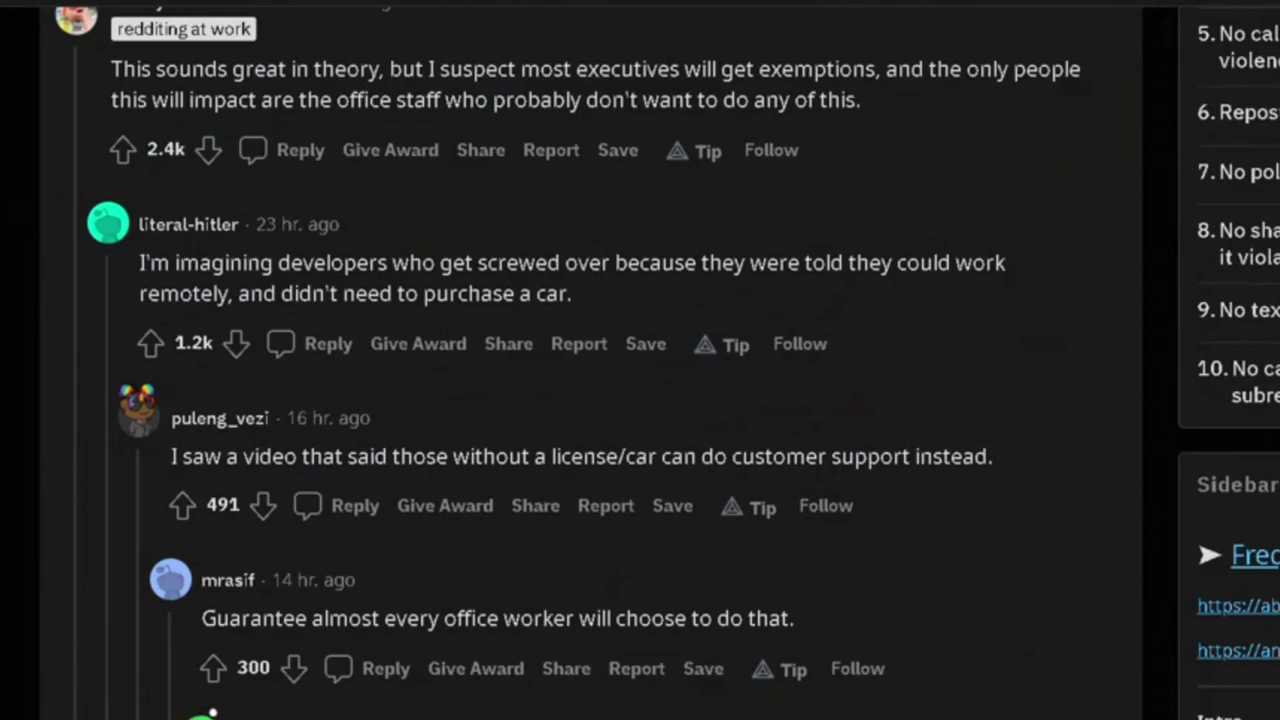 redditing at work
This sounds great in theory, but I suspect most executives will get exemptions, and the only people
this will impact are the office staff who probably don't want to do any of this.
2.4k Reply Give Award Share Report Save Tip Follow
literal-hitler · 23 hr. ago
I'm imagining developers who get screwed over because they were told they could work
remotely, and didn't need to purchase a car.
1.2k Reply Give Award Share Report Save Tip Follow
puleng_vezi · 16 hr. ago
I saw a video that said those without a license/car can do customer support instead.
491 Reply Give Award Share Report Save Tip Follow
mrasif · 14 hr. ago
Guarantee almost every office worker will choose to do that.
300 Reply Give Award Share Report Save Tip Follow
5. No cal
violen
6. Repos
7. No pol
8. No sha
it viola
9. No tex
10. No ca
subre
Sidebar
➤ Freq
https://ab
https://an